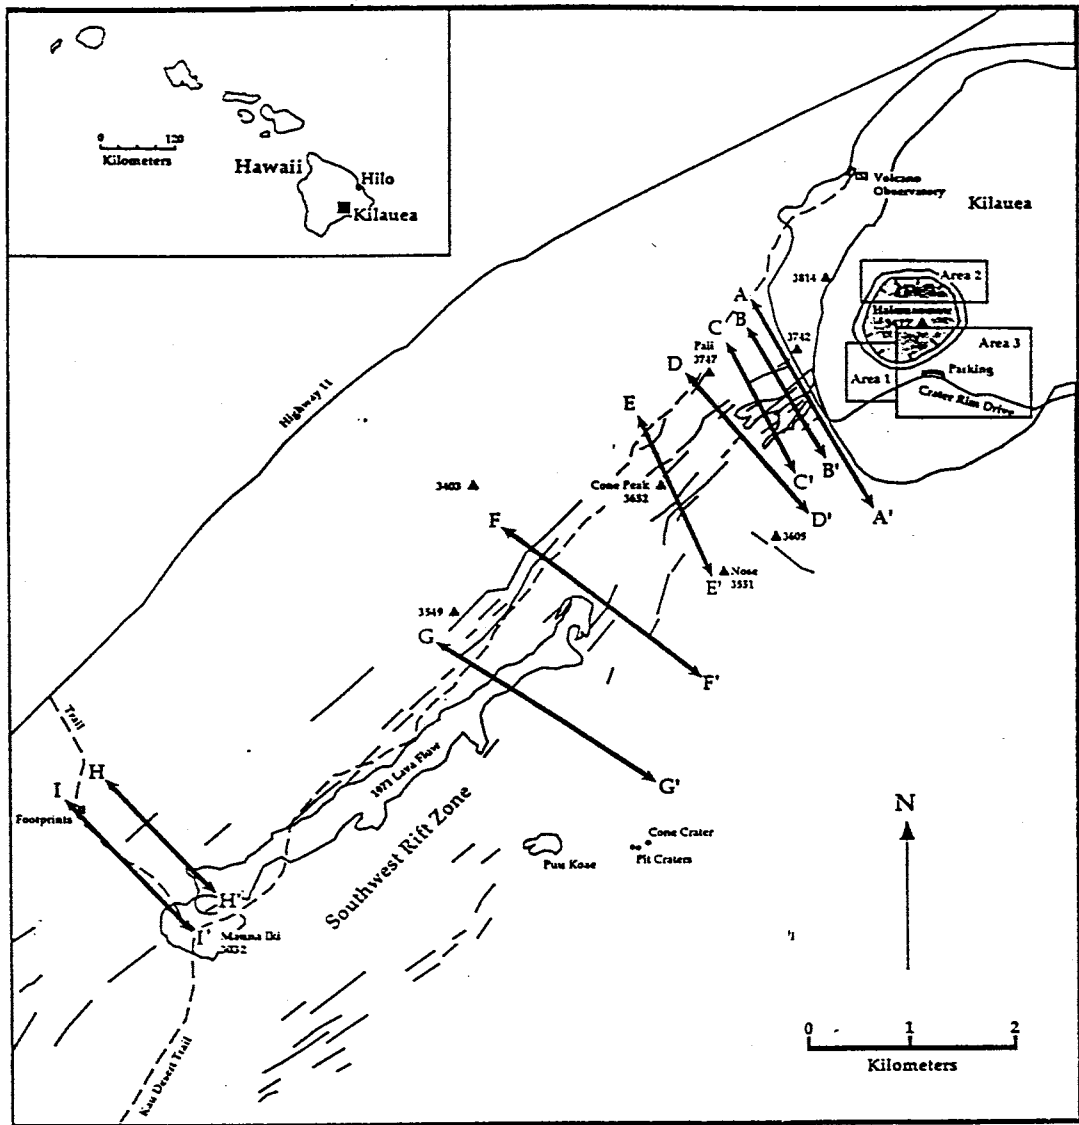 0 120
Kilometers
Hawaii
Hilo
Kilauea
Volcano
Observatory
Kilauea
Highway 11
3814
Area 2
A
B
C
3742
Area 3
Pali
3747
D
Area 1
Parking
Crater Rim Drive
E
B'
C'
Cone Peak
3652
3403
D'
A'
F
3605
Nose
3551
E'
3549
G
F'
Trail
H
1971 Lava Flow
G'
I
N
Footprints
Southwest Rift Zone
Cone Crater
Pit Craters
Puu Koae
H'
I'
Mauna Iki
3032
Kau Desert Trail
0 1 2
Kilometers